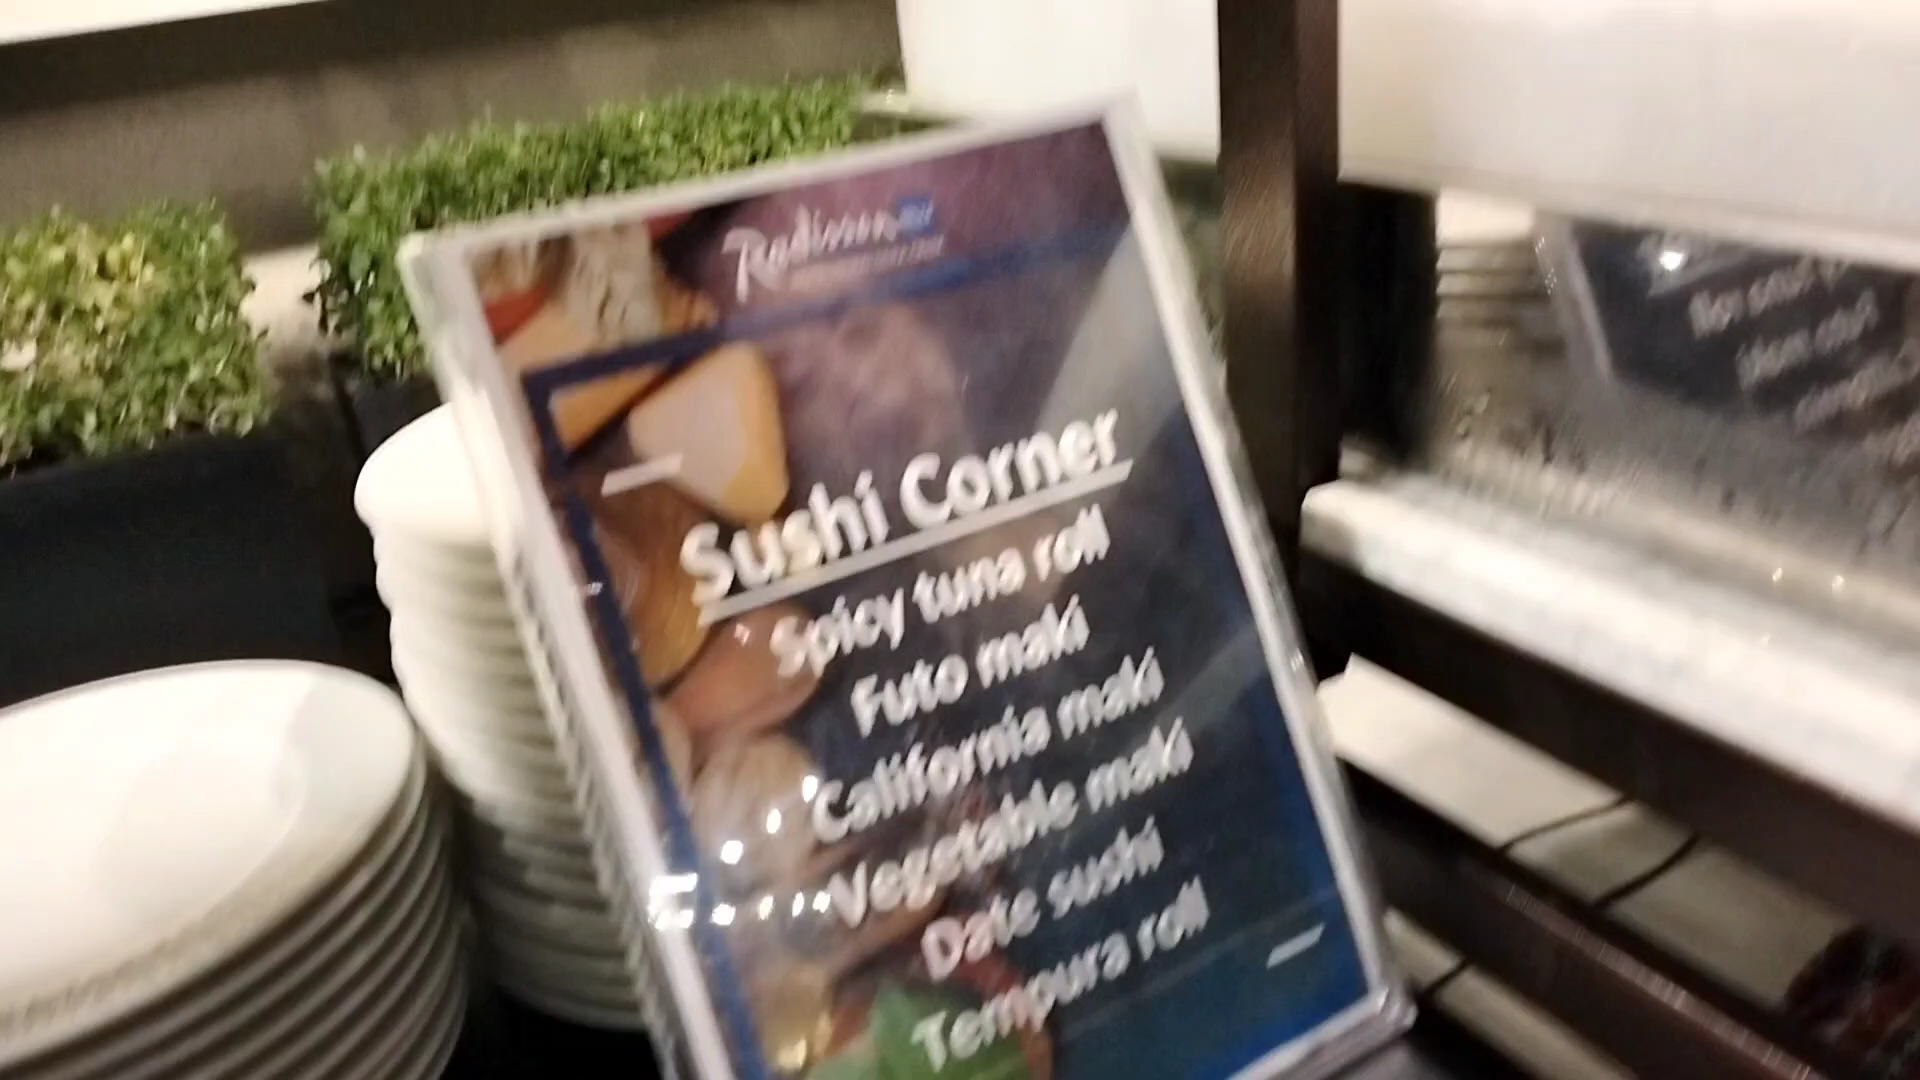 Radisson
Sushi Corner
Spicy tuna roll
Futo maki
California maki
Vegetable maki
Date sushi
Tempura roll